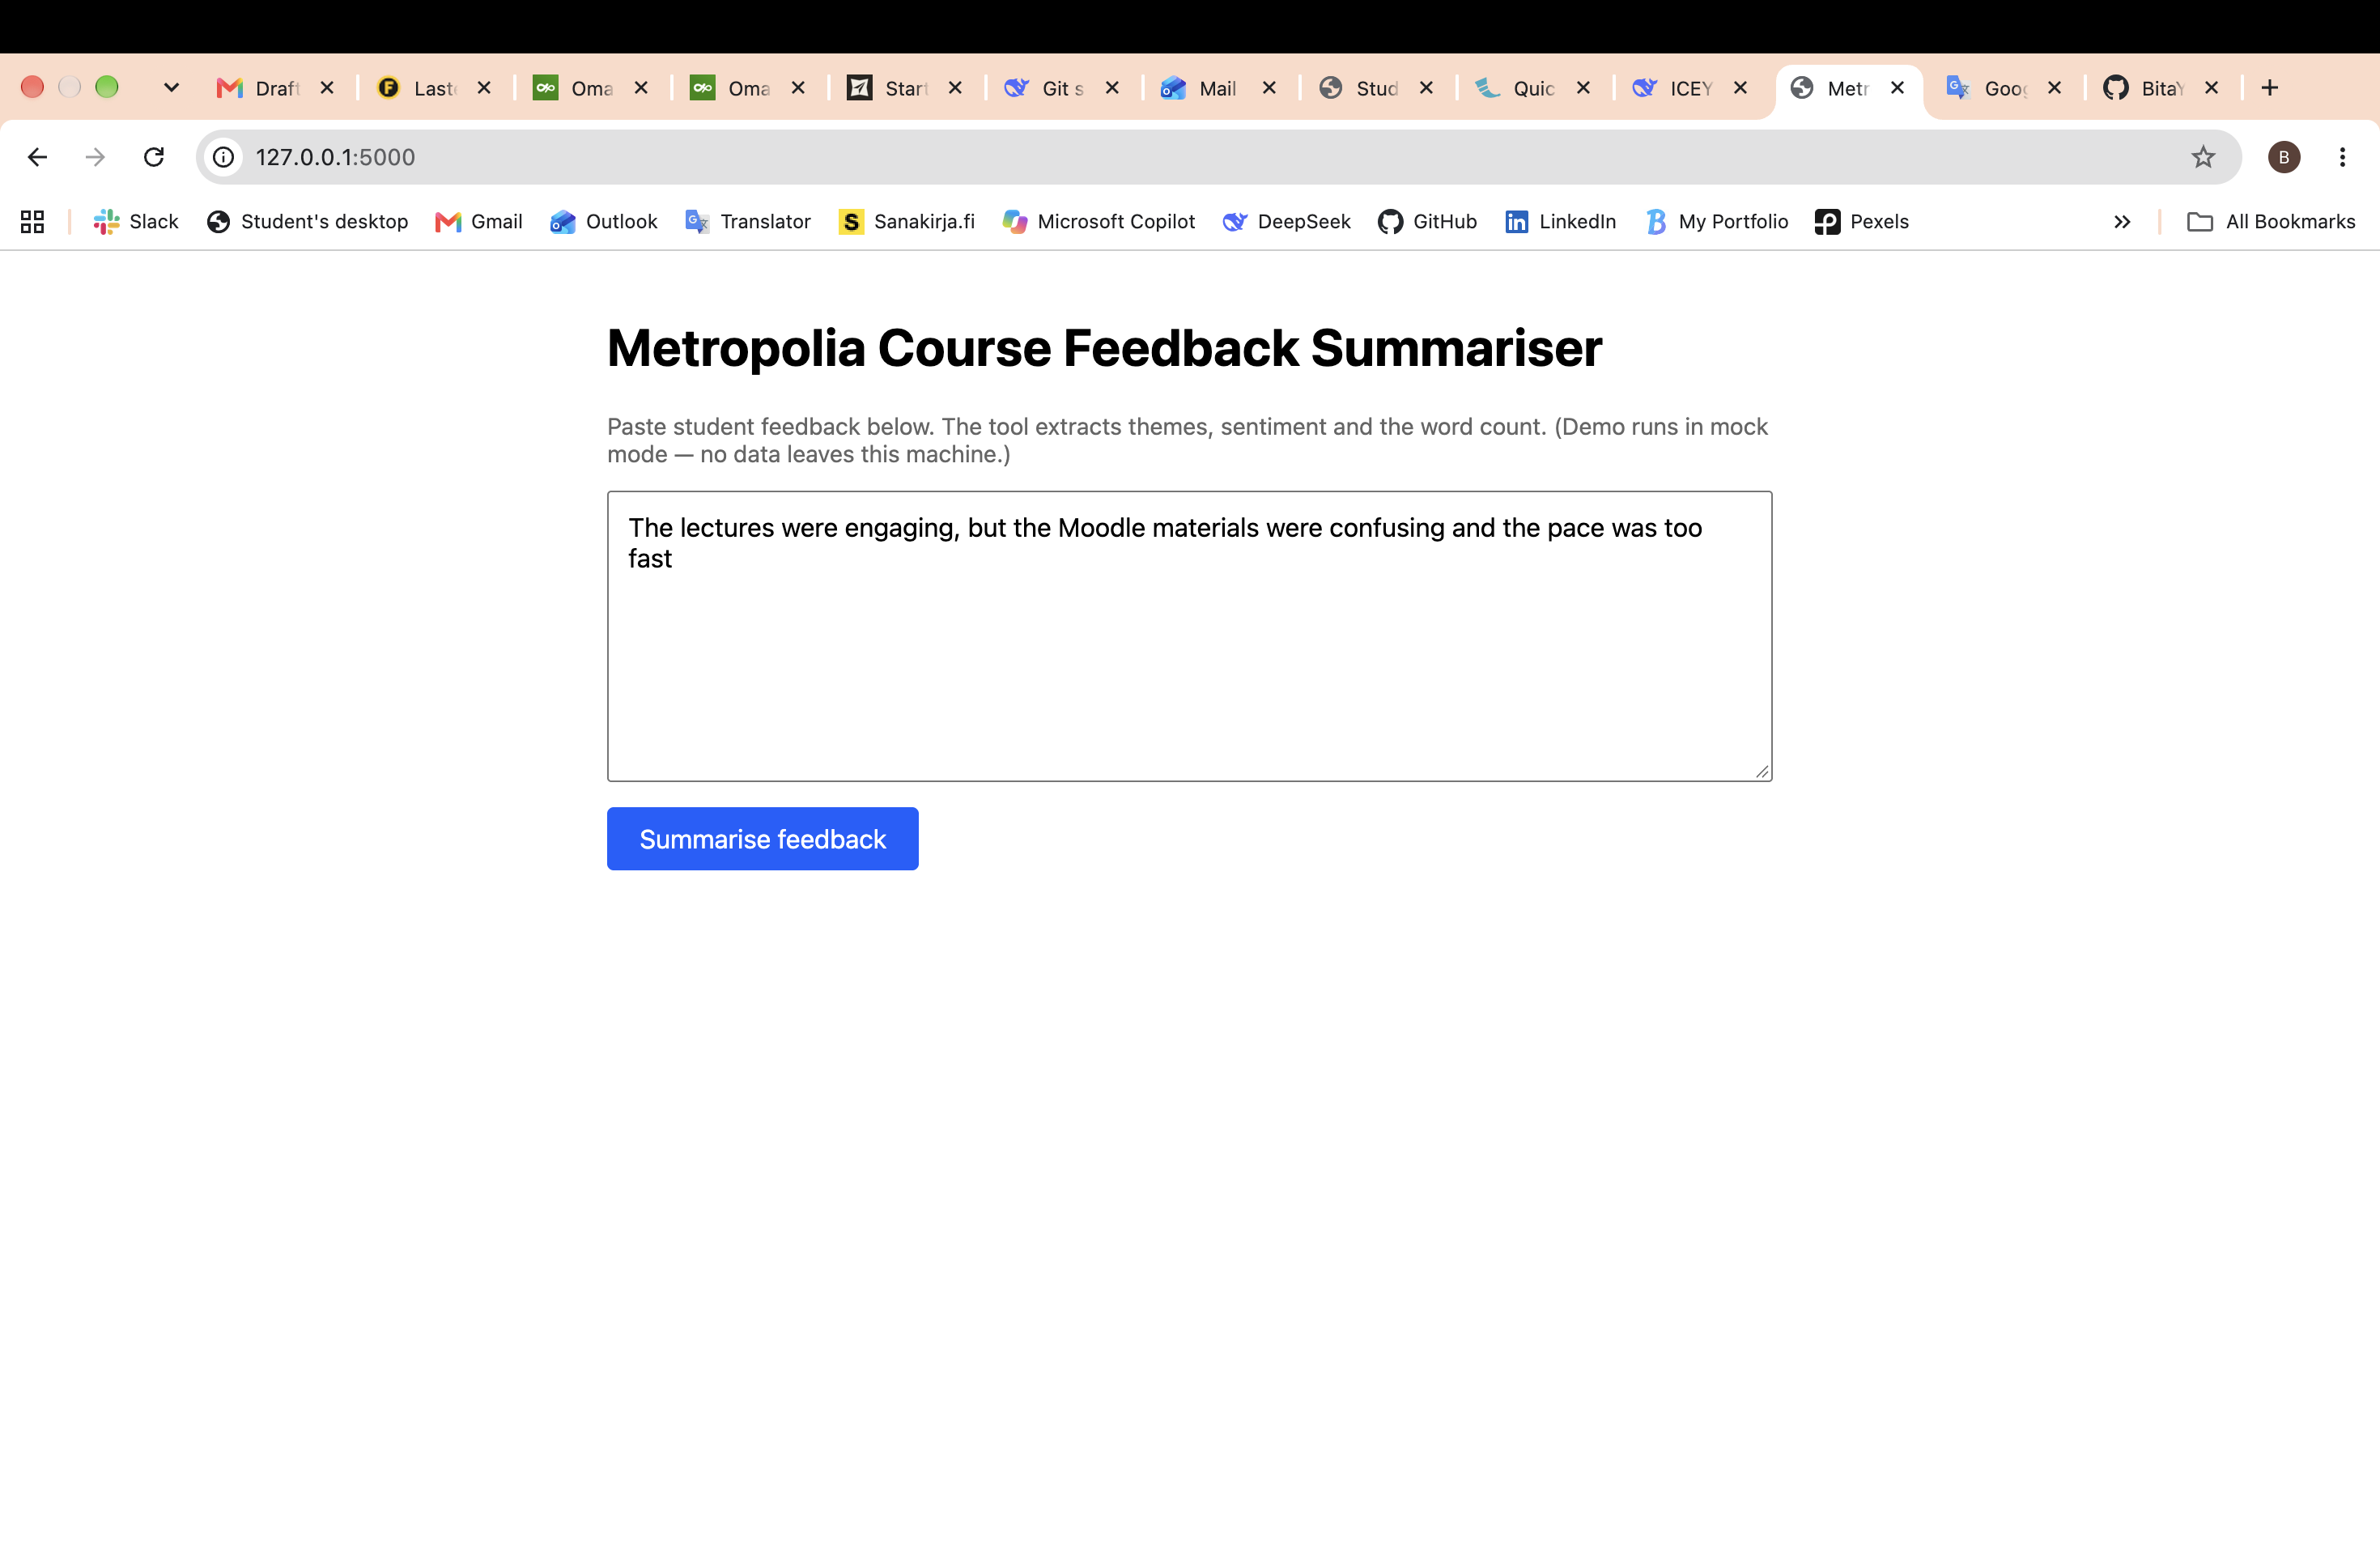 Draft
Last
Oma
Oma
Start
Git s
Mail
Stud
Quic
ICEY
Metr
Goog
BitaY
127.0.0.1:5000
B
Slack
Student's desktop
Gmail
Outlook
Translator
Sanakirja.fi
Microsoft Copilot
DeepSeek
GitHub
LinkedIn
My Portfolio
Pexels
All Bookmarks
Metropolia Course Feedback Summariser
Paste student feedback below. The tool extracts themes, sentiment and the word count. (Demo runs in mock
mode — no data leaves this machine.)
The lectures were engaging, but the Moodle materials were confusing and the pace was too
fast
Summarise feedback